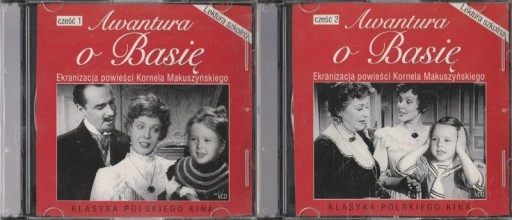 część 1
Lektura szkolna
Awantura
o Basię
Ekranizacja powieści Kornela Makuszyńskiego
VCD
KLASYKA POLSKIEGO KINA
część 2
Lektura szkolna
Awantura
o Basię
Ekranizacja powieści Kornela Makuszyńskiego
VCD
KLASYKA POLSKIEGO KINA